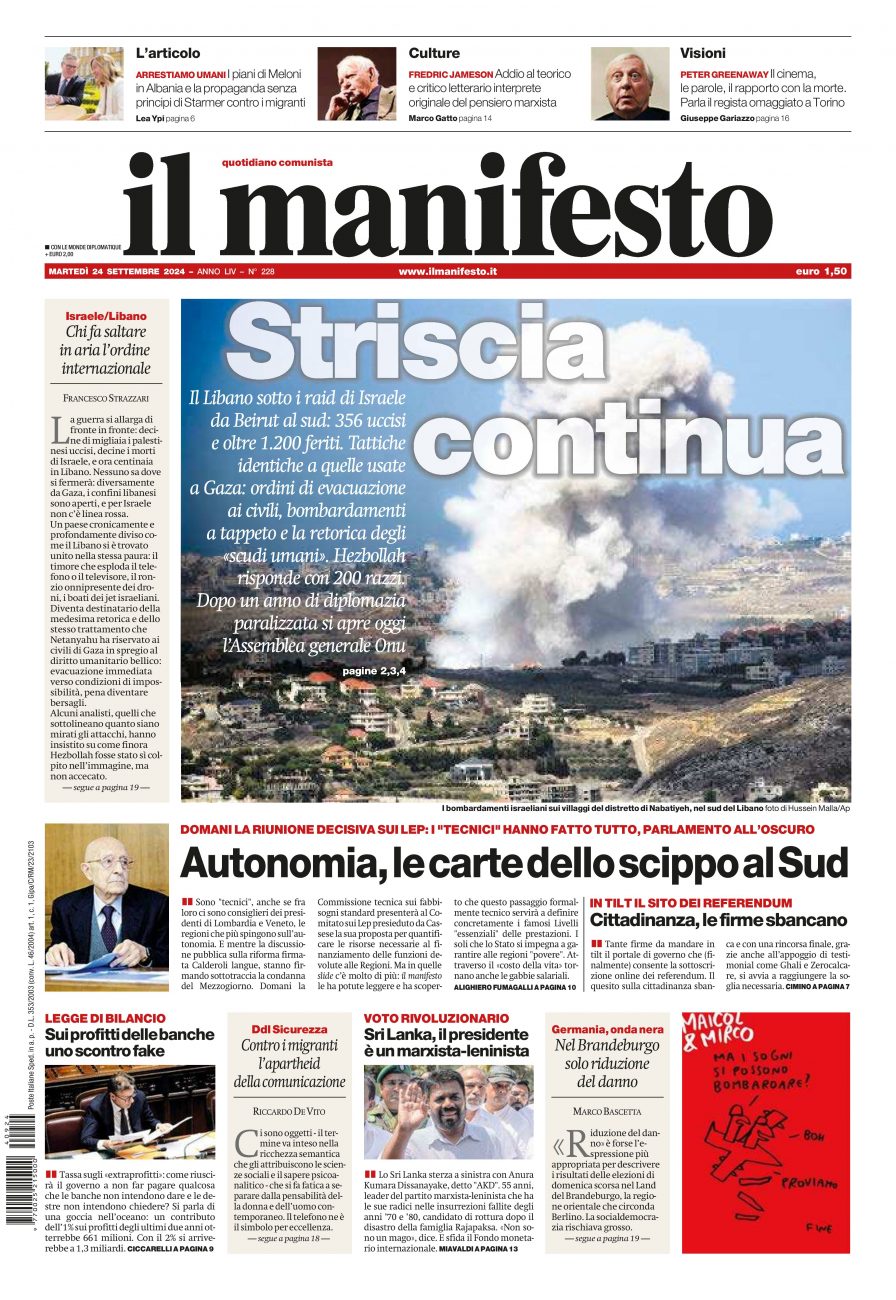 L'articolo
ARRESTIAMO UMANI I piani di Meloni
in Albania e la propaganda senza
principi di Starmer contro i migranti
Lea Ypi pagina 6
Culture
FREDRIC JAMESON Addio al teorico
e critico letterario interprete
originale del pensiero marxista
Marco Gatto pagina 14
Visioni
PETER GREENAWAY Il cinema,
le parole, il rapporto con la morte.
Parla il regista omaggiato a Torino
Giuseppe Gariazzo pagina 16
quotidiano comunista
il manifesto
■ CON LE MONDE DIPLOMATIQUE
+ EURO 2,00
MARTEDÌ 24 SETTEMBRE 2024 – ANNO LIV – N° 228
www.ilmanifesto.it
euro 1,50
Israele/Libano
Chi fa saltare
in aria l'ordine
internazionale
FRANCESCO STRAZZARI
La guerra si allarga di
fronte in fronte: deci-
ne di migliaia i palesti-
nesi uccisi, decine i morti
di Israele, e ora centinaia
in Libano. Nessuno sa dove
si fermerà: diversamente
da Gaza, i confini libanesi
sono aperti, e per Israele
non c'è linea rossa.
Un paese cronicamente e
profondamente diviso co-
me il Libano si è trovato
unito nella stessa paura: il
timore che esploda il tele-
fono o il televisore, il ron-
zio onnipresente dei dro-
ni, i boati dei jet israeliani.
Diventa destinatario della
medesima retorica e dello
stesso trattamento che
Netanyahu ha riservato ai
civili di Gaza in spregio al
diritto umanitario bellico:
evacuazione immediata
verso condizioni di impos-
sibilità, pena diventare
bersagli.
Alcuni analisti, quelli che
sottolineano quanto siano
mirati gli attacchi, hanno
insistito su come finora
Hezbollah fosse stato sì col-
pito nell'immagine, ma
non accecato.
— segue a pagina 19 —
Striscia
continua
Il Libano sotto i raid di Israele
da Beirut al sud: 356 uccisi
e oltre 1.200 feriti. Tattiche
identiche a quelle usate
a Gaza: ordini di evacuazione
ai civili, bombardamenti
a tappeto e la retorica degli
«scudi umani». Hezbollah
risponde con 200 razzi.
Dopo un anno di diplomazia
paralizzata si apre oggi
l'Assemblea generale Onu
pagine 2,3,4
I bombardamenti israeliani sui villaggi del distretto di Nabatiyeh, nel sud del Libano foto di Hussein Malla/Ap
DOMANI LA RIUNIONE DECISIVA SUI LEP: I "TECNICI" HANNO FATTO TUTTO, PARLAMENTO ALL'OSCURO
Autonomia, le carte dello scippo al Sud
Sono "tecnici", anche se fra
loro ci sono consiglieri dei presi-
denti di Lombardia e Veneto, le
regioni che più spingono sull'au-
tonomia. E mentre la discussio-
ne pubblica sulla riforma firma-
ta Calderoli langue, stanno fir-
mando sottotraccia la condanna
del Mezzogiorno. Domani la
Commissione tecnica sui fabbi-
sogni standard presenterà al Co-
mitato sui Lep presieduto da Cas-
sese la sua proposta per quantifi-
care le risorse necessarie al
finanziamento delle funzioni de-
volute alle Regioni. Ma in quelle
slide c'è molto di più: il manifesto
le ha potute leggere e ha scoper-
to che questo passaggio formal-
mente tecnico servirà a definire
concretamente i famosi Livelli
"essenziali" delle prestazioni. I
soli che lo Stato si impegna a ga-
rantire alle regioni "povere". At-
traverso il «costo della vita» tor-
nano anche le gabbie salariali.
ALIGHIERO FUMAGALLI A PAGINA 10
IN TILT IL SITO DEI REFERENDUM
Cittadinanza, le firme sbancano
Tante firme da mandare in
tilt il portale di governo che (fi-
nalmente) consente la sottoscri-
zione online dei referendum. Il
quesito sulla cittadinanza sban-
ca e con una rincorsa finale, gra-
zie anche all'appoggio di testi-
monial come Ghali e Zerocalca-
re, si avvia a raggiungere la so-
glia necessaria. CIMINO A PAGINA 7
LEGGE DI BILANCIO
Sui profitti delle banche
uno scontro fake
Tassa sugli «extraprofitti»: come riusci-
rà il governo a non far pagare qualcosa
che le banche non intendono dare e le de-
stre non intendono chiedere? Si parla di
una goccia nell'oceano: un contributo
dell'1% sui profitti degli ultimi due anni ot-
terrebbe 661 milioni. Con il 2% si arrive-
rebbe a 1,3 miliardi. CICCARELLI A PAGINA 9
Ddl Sicurezza
Contro i migranti
l'apartheid
della comunicazione
RICCARDO DE VITO
Ci sono oggetti - il ter-
mine va inteso nella
ricchezza semantica
che gli attribuiscono le scien-
ze sociali e il sapere psicoa-
nalitico - che si fa fatica a se-
parare dalla pensabilità del-
la donna e dell'uomo con-
temporaneo. Il telefono ne è
il simbolo per eccellenza.
— segue a pagina 18 —
VOTO RIVOLUZIONARIO
Sri Lanka, il presidente
è un marxista-leninista
Lo Sri Lanka sterza a sinistra con Anura
Kumara Dissanayake, detto "AKD". 55 anni,
leader del partito marxista-leninista che ha
le sue radici nelle insurrezioni fallite degli
anni '70 e '80, candidato di rottura dopo il
disastro della famiglia Rajapaksa. «Non so-
no un mago», dice. E sfida il Fondo moneta-
rio internazionale. MIAVALDI A PAGINA 13
Germania, onda nera
Nel Brandeburgo
solo riduzione
del danno
MARCO BASCETTA
«Riduzione del dan-
no» è forse l'e-
spressione più
appropriata per descrivere
i risultati delle elezioni di
domenica scorsa nel Land
del Brandeburgo, la regio-
ne orientale che circonda
Berlino. La socialdemocra-
zia rischiava grosso.
— segue a pagina 19 —
MAICOL
& MIRCO
MA I SOGNI
SI POSSONO
BOMBARDARE?
BOH
PROVIAMO
FINE
Poste Italiane Sped. in a. p. - D.L. 353/2003 (conv. L. 46/2004) art. 1, c. 1, Gipa/C/RM/23/2103
40924
9 770025 215000